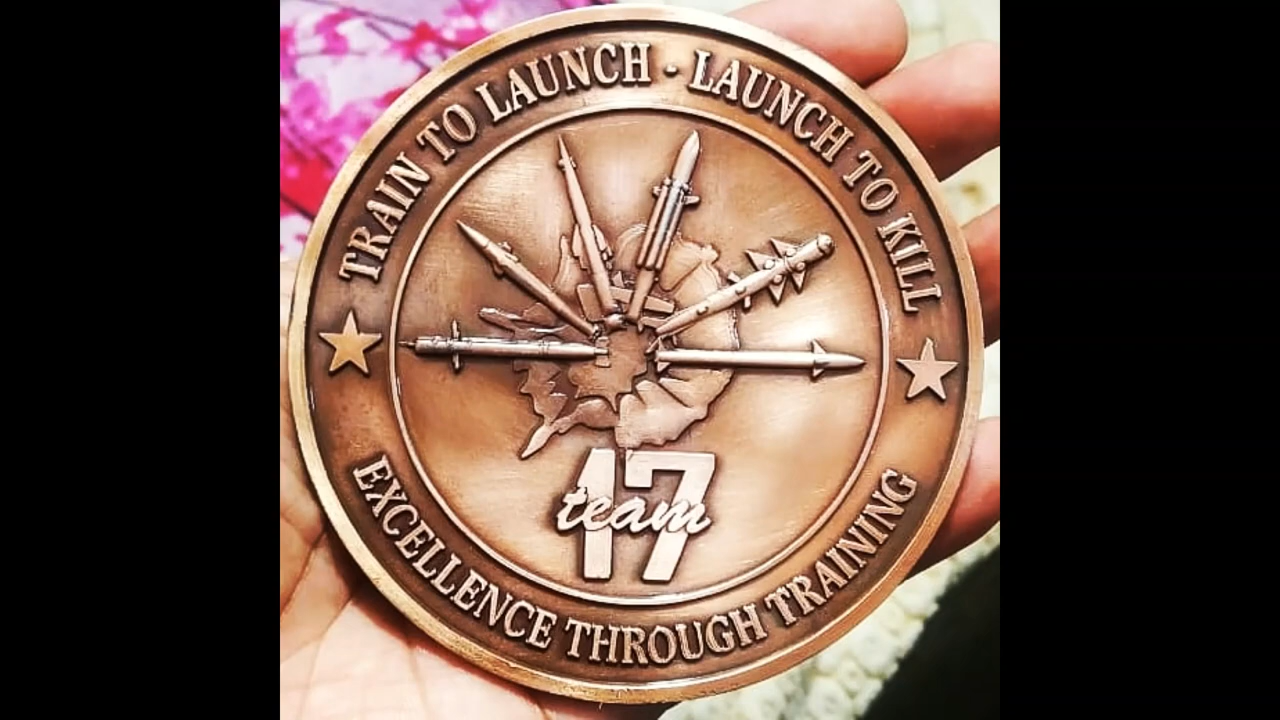 TRAIN TO LAUNCH · LAUNCH TO KILL
17
team
EXCELLENCE THROUGH TRAINING